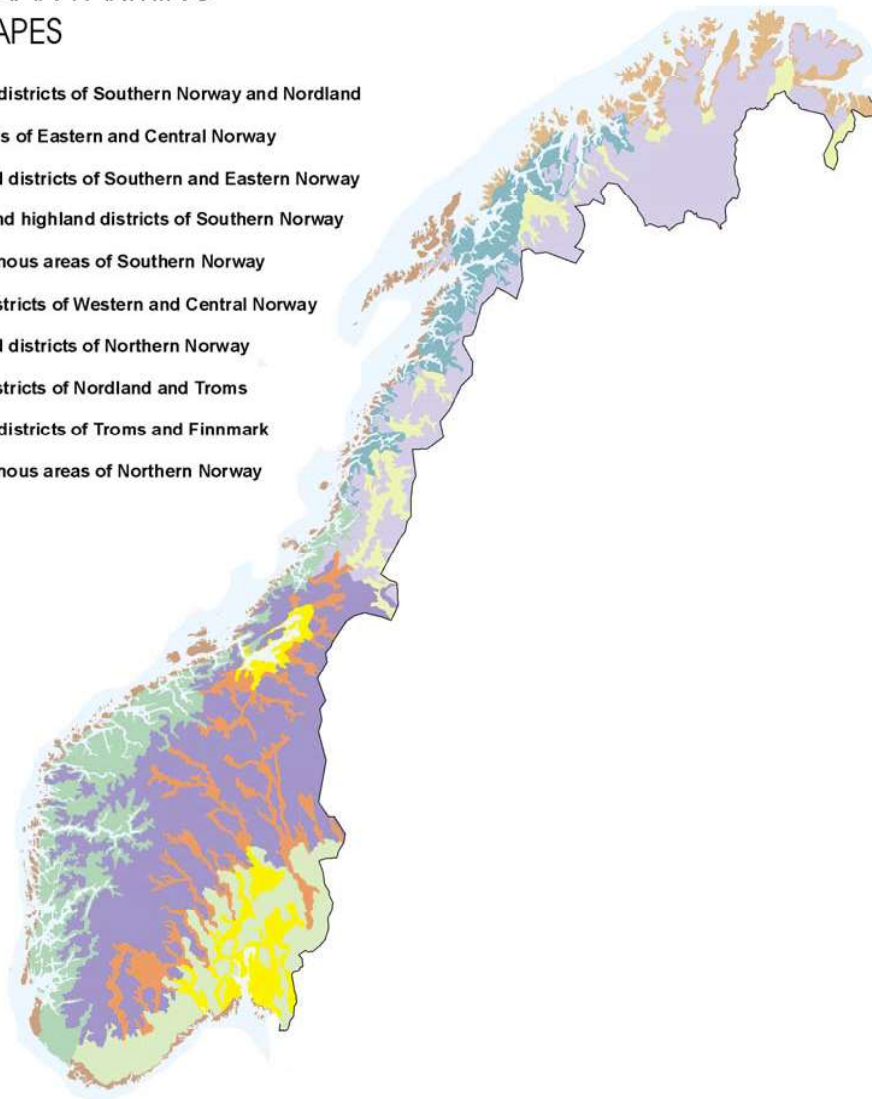 APES
districts of Southern Norway and Nordland
s of Eastern and Central Norway
d districts of Southern and Eastern Norway
nd highland districts of Southern Norway
nous areas of Southern Norway
stricts of Western and Central Norway
d districts of Northern Norway
stricts of Nordland and Troms
districts of Troms and Finnmark
nous areas of Northern Norway